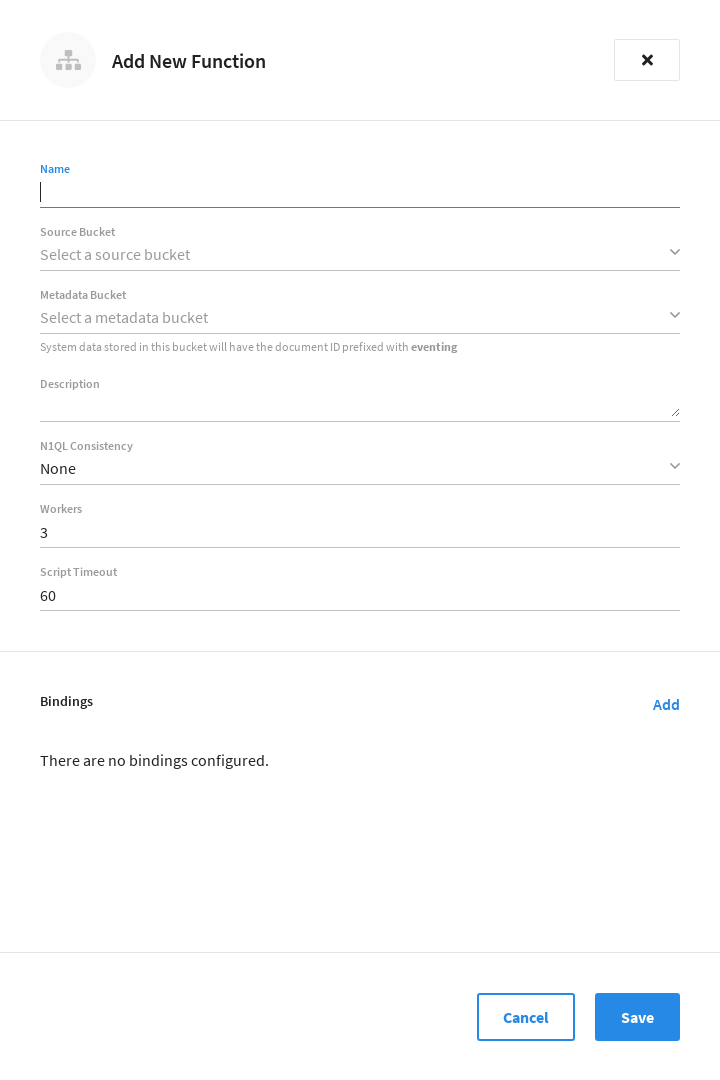 Add New Function
Name
Source Bucket
Select a source bucket
Metadata Bucket
Select a metadata bucket
System data stored in this bucket will have the document ID prefixed with eventing
Description
N1QL Consistency
None
Workers
3
Script Timeout
60
Bindings
Add
There are no bindings configured.
Cancel
Save